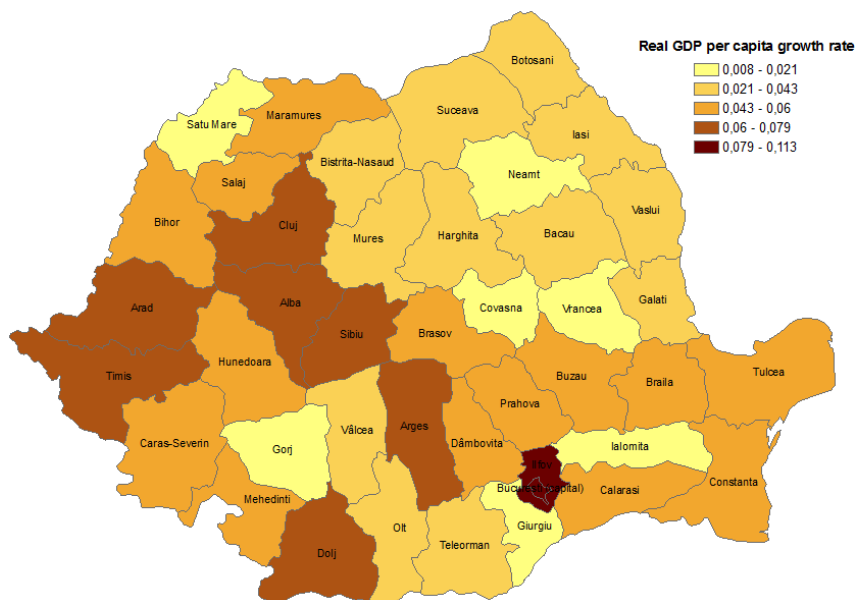 Real GDP per capita growth rate
0,008 - 0,021
0,021 - 0,043
0,043 - 0,06
0,06 - 0,079
0,079 - 0,113
Botosani
Suceava
Maramures
Satu Mare
Iasi
Bistrita-Nasaud
Neamt
Salaj
Vaslui
Bihor
Cluj
Mures
Harghita
Bacau
Galati
Alba
Arad
Covasna
Vrancea
Sibiu
Brasov
Hunedoara
Timis
Buzau
Braila
Tulcea
Prahova
Arges
Vâlcea
Dâmbovita
Caras-Severin
Gorj
Ialomita
Ilfov
Constanta
Bucuresti (capital)
Calarasi
Mehedinti
Olt
Giurgiu
Teleorman
Dolj